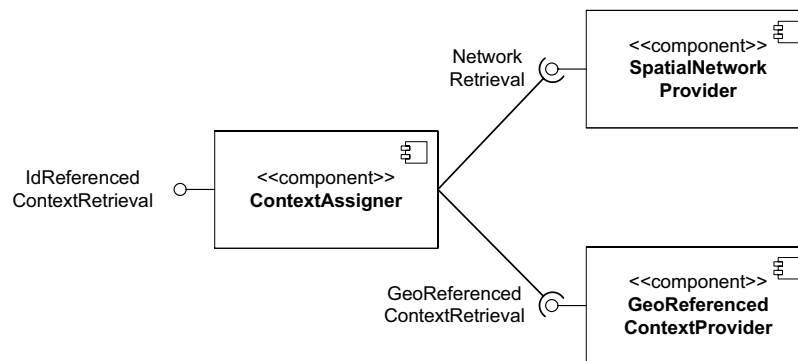 Network
Retrieval
<<component>>
SpatialNetwork
Provider
IdReferenced
ContextRetrieval
<<component>>
ContextAssigner
GeoReferenced
ContextRetrieval
<<component>>
GeoReferenced
ContextProvider